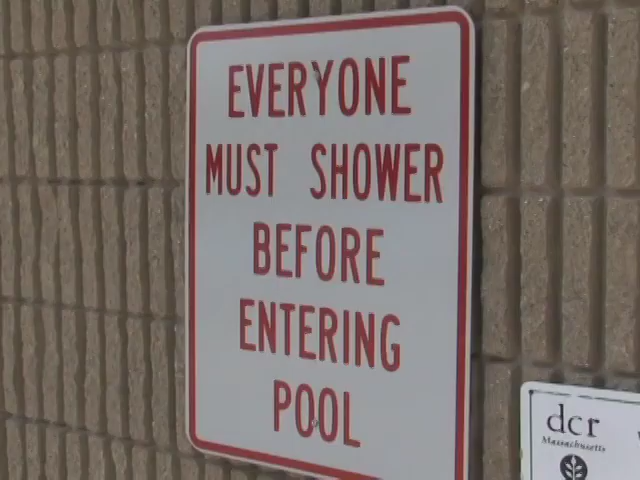 EVERYONE
MUST SHOWER
BEFORE
ENTERING
POOL
dcr
Massachusetts